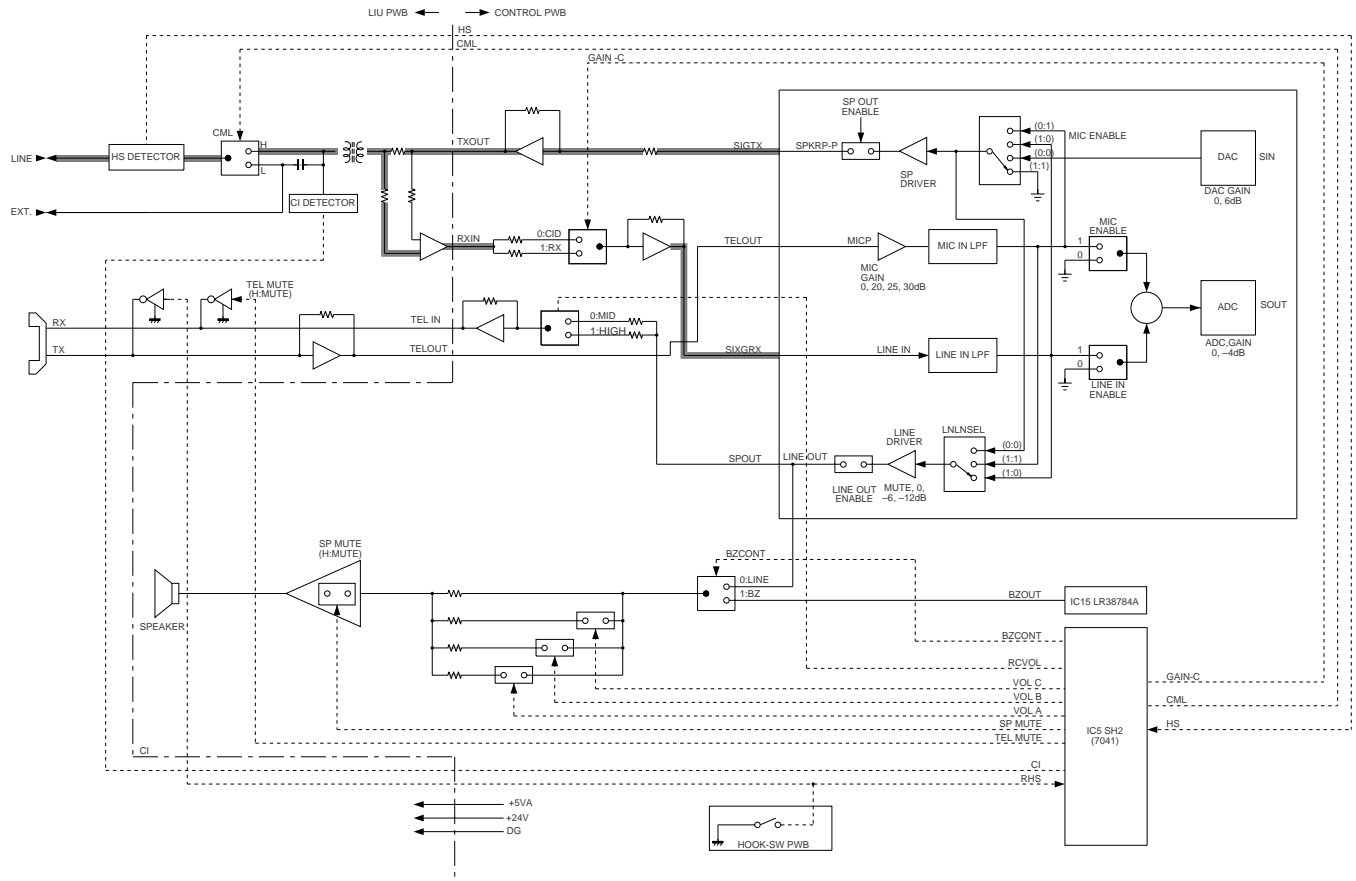 LIU PWB
CONTROL PWB
HS
CML
GAIN -C
SP OUT
ENABLE
CML
H
L
LINE
HS DETECTOR
TXOUT
SIGTX
SPKRP-P
SP
DRIVER
(0:1)
(1:0)
(0:0)
(1:1)
MIC ENABLE
DAC
SIN
DAC GAIN
0, 6dB
CI DETECTOR
EXT.
RXIN
0:CID
1:RX
TELOUT
MICP
MIC
GAIN
0, 20, 25, 30dB
MIC IN LPF
MIC
ENABLE
1
0
TEL MUTE
(H:MUTE)
ADC
SOUT
ADC,GAIN
0, –4dB
RX
TX
TEL IN
TELOUT
0:MID
1:HIGH
SIXGRX
LINE IN
LINE IN LPF
1
0
LINE IN
ENABLE
SPOUT
LINE OUT
LINE
DRIVER
LNLNSEL
(0:0)
(1:1)
(1:0)
LINE OUT
ENABLE
MUTE, 0,
–6, –12dB
SP MUTE
(H:MUTE)
BZCONT
0:LINE
1:BZ
BZOUT
IC15 LR38784A
SPEAKER
BZCONT
RCVOL
VOL C
VOL B
VOL A
SP MUTE
TEL MUTE
GAIN-C
CML
HS
IC5 SH2
(7041)
CI
CI
RHS
+5VA
+24V
DG
HOOK-SW PWB